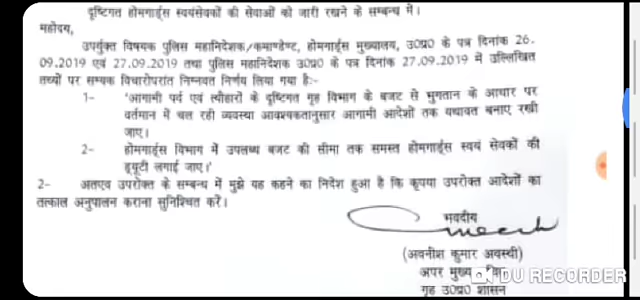 दृष्टिगत होमगार्ड्स स्वयंसेवकों की सेवाओं को जारी रखने के सम्बन्ध में।
महोदय,
उपर्युक्त विषयक पुलिस महानिदेशक/कमाण्डेण्ट, होमगार्ड्स मुख्यालय, उ0प्र0 के पत्र दिनांक 26-
09.2019 एवं 27.09.2019 तथा पुलिस महानिदेशक उ0प्र0 के पत्र दिनांक 27.09.2019 में उल्लिखित
तथ्यों पर सम्यक विचारोपरांत निम्नवत निर्णय लिया गया है:-
1- 'आगामी पर्व एवं त्यौहारों के दृष्टिगत गृह विभाग के बजट से भुगतान के आधार पर
वर्तमान में चल रही व्यवस्था आवश्यकतानुसार आगामी आदेशों तक यथावत बनाए रखी
जाए।
2- होमगार्ड्स विभाग में उपलब्ध बजट की सीमा तक समस्त होमगार्ड्स स्वयं सेवकों की
ड्यूटी लगाई जाए।'
2- अतएव उपरोक्त के सम्बन्ध में मुझे यह कहने का निदेश हुआ है कि कृपया उपरोक्त आदेशों का
तत्काल अनुपालन कराना सुनिश्चित करें।
भवदीय
(अवनीश कुमार अवस्थी)
अपर मुख्य
गृह उ0प्र0 शासन
DU RECORDER